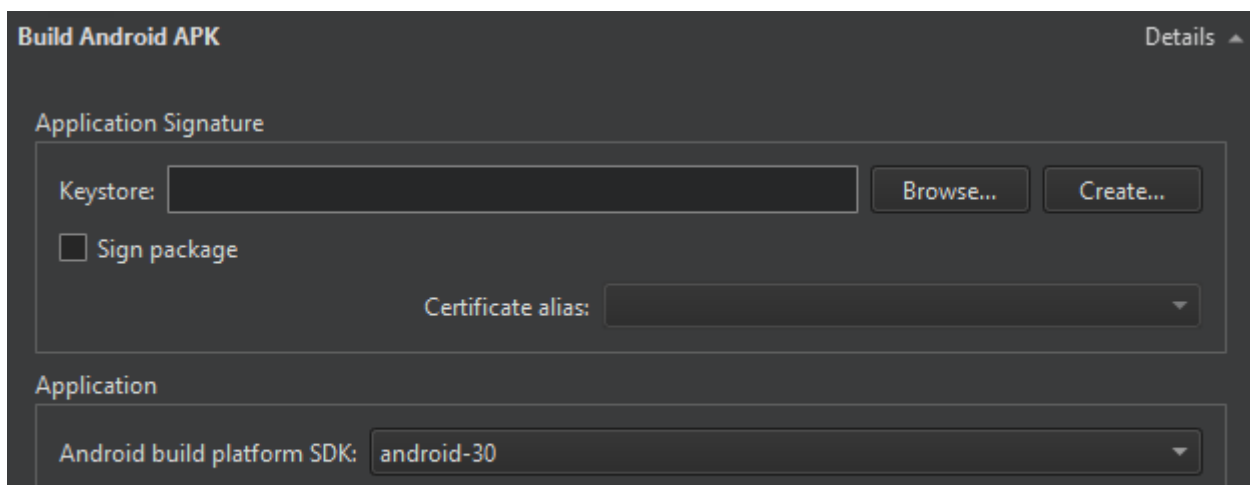 Build Android APK Details
Application Signature
Keystore: Browse... Create...
Sign package
Certificate alias:
Application
Android build platform SDK: android-30